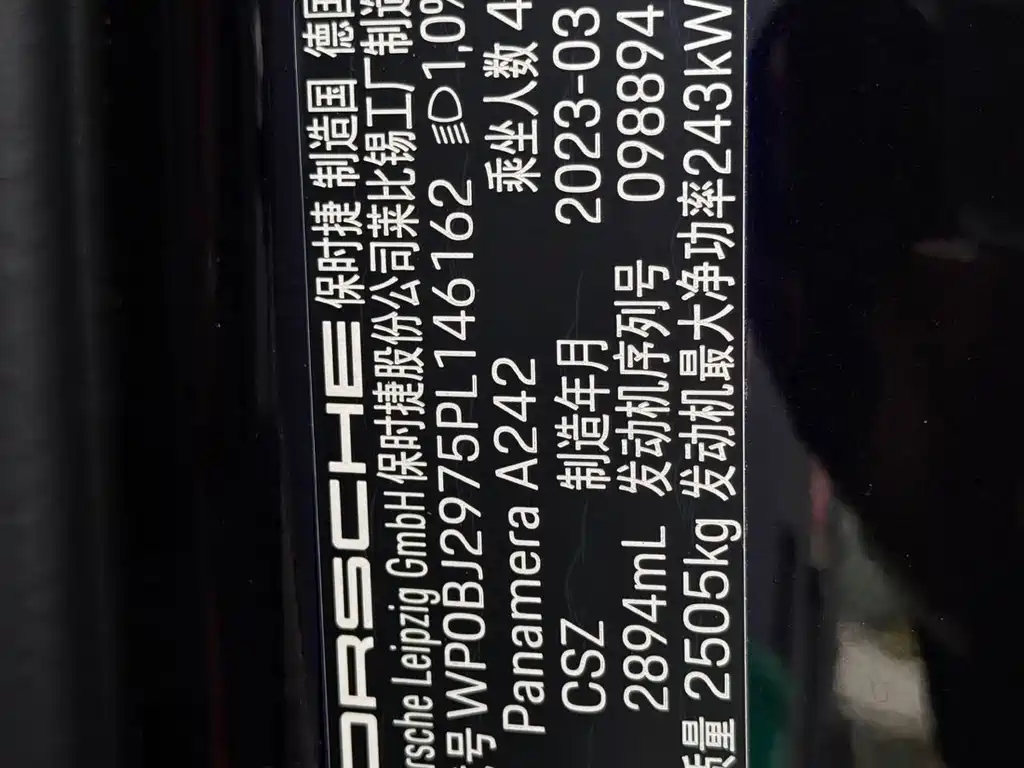 ORSCHE 保时捷 制造国 德国
rsche Leipzig GmbH 保时捷股份公司莱比锡工厂制造
号 WP0BJ2975PL146162 1,0%
Panamera A242 乘坐人数 4
CSZ 制造年月 2023-03
2894mL 发动机序列号 098894
质量 2505kg 发动机最大净功率243kW